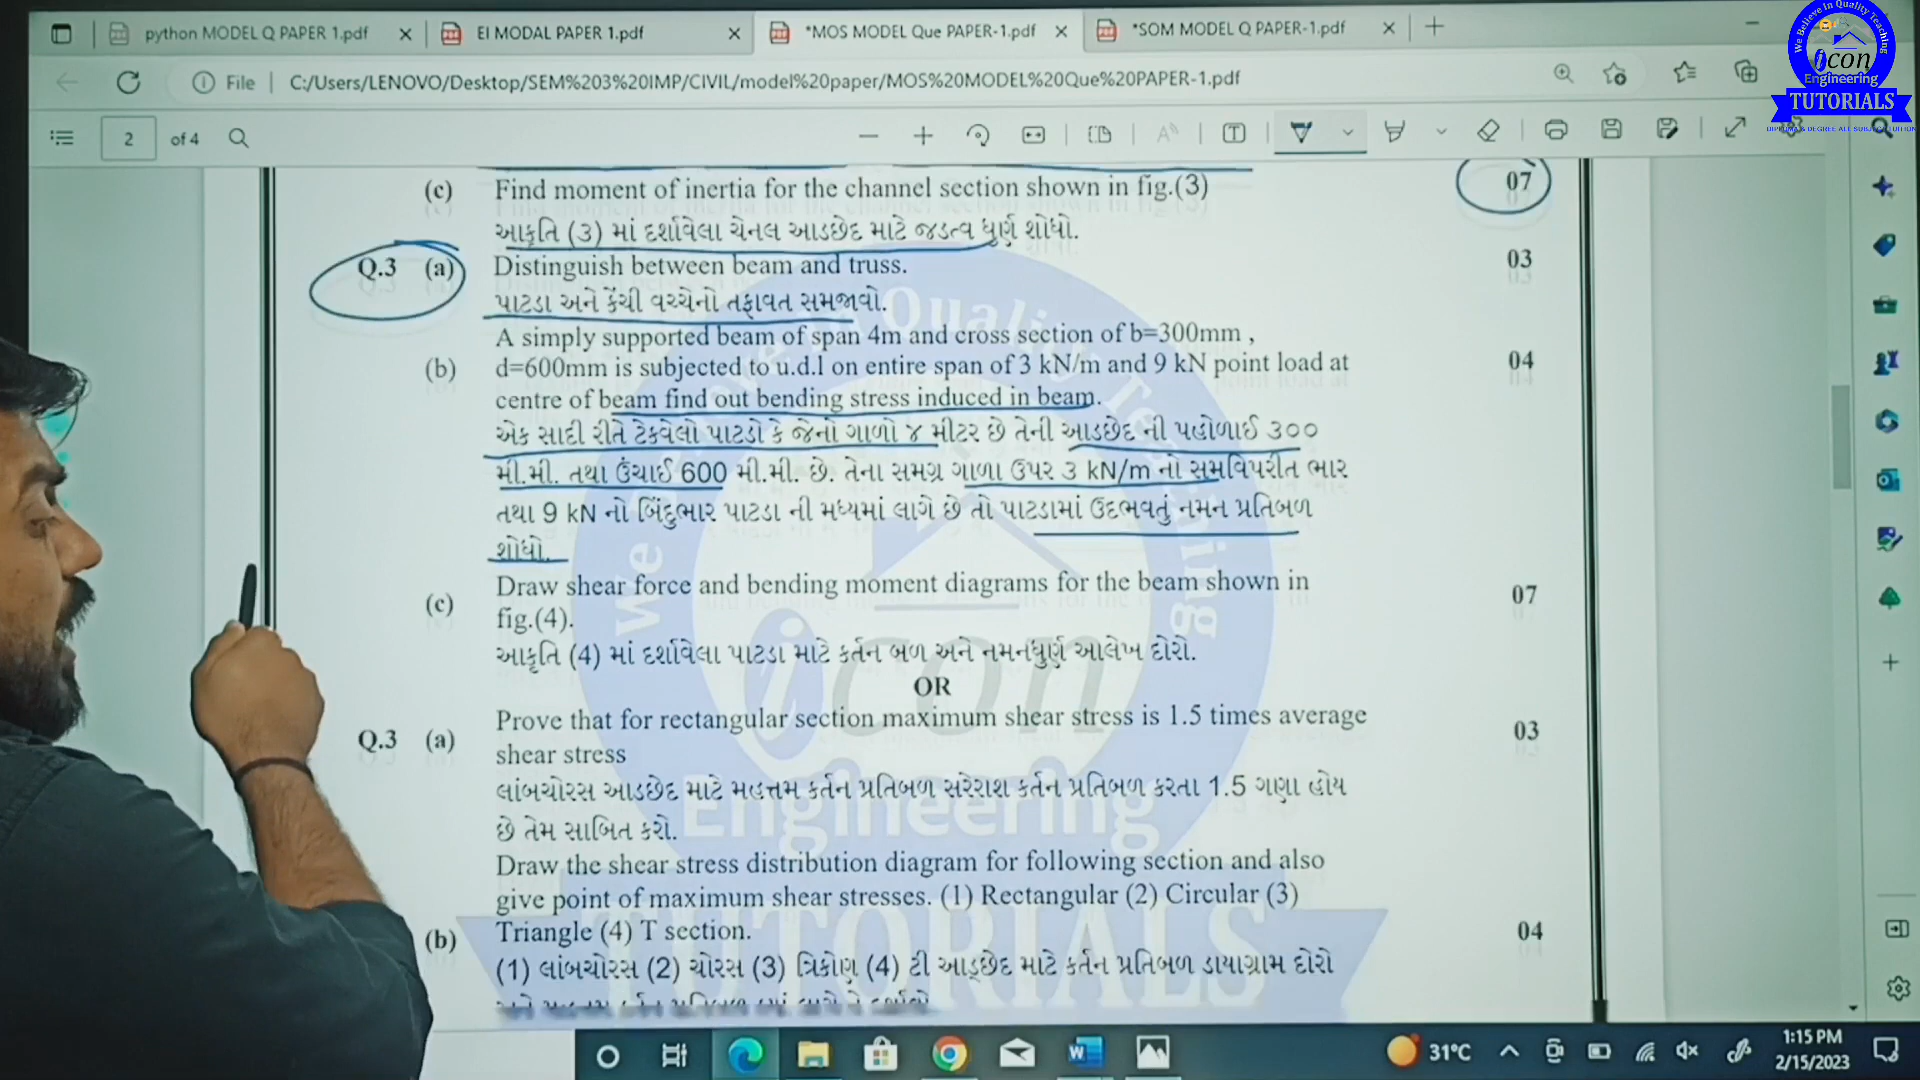 python MODEL Q PAPER 1.pdf
EI MODAL PAPER 1.pdf
*MOS MODEL Que PAPER-1.pdf
*SOM MODEL Q PAPER-1.pdf
We Believe In Quality Teaching
icon
Engineering
TUTORIALS
DIPLOMA & DEGREE ALL SUBJECT TUITION
File
C:/Users/LENOVO/Desktop/SEM%203%20IMP/CIVIL/model%20paper/MOS%20MODEL%20Que%20PAPER-1.pdf
2 of 4
(c) Find moment of inertia for the channel section shown in fig.(3) 07
આકૃતિ (3) માં દર્શાવેલા ચેનલ આડછેદ માટે જડત્વ ધુર્ણ શોધો.
Q.3 (a) Distinguish between beam and truss. 03
પાટડા અને કેંચી વચ્ચેનો તફાવત સમજાવો.
A simply supported beam of span 4m and cross section of b=300mm ,
(b) d=600mm is subjected to u.d.l on entire span of 3 kN/m and 9 kN point load at 04
centre of beam find out bending stress induced in beam.
એક સાદી રીતે ટેકવેલો પાટડો કે જેનો ગાળો ૪ મીટર છે તેની આડછેદ ની પહોળાઈ ૩૦૦
મી.મી. તથા ઉંચાઈ 600 મી.મી. છે. તેના સમગ્ર ગાળા ઉપર ૩ kN/m નો સમવિપરીત ભાર
તથા 9 kN નો બિંદુભાર પાટડા ની મધ્યમાં લાગે છે તો પાટડામાં ઉદભવતું નમન પ્રતિબળ
શોધો.
Draw shear force and bending moment diagrams for the beam shown in
(c) fig.(4). 07
આકૃતિ (4) માં દર્શાવેલા પાટડા માટે કર્તન બળ અને નમનધુર્ણ આલેખ દોરો.
OR
Prove that for rectangular section maximum shear stress is 1.5 times average
Q.3 (a) shear stress 03
લાંબચોરસ આડછેદ માટે મહત્તમ કર્તન પ્રતિબળ સરેરાશ કર્તન પ્રતિબળ કરતા 1.5 ગણા હોય
છે તેમ સાબિત કરો.
Draw the shear stress distribution diagram for following section and also
give point of maximum shear stresses. (1) Rectangular (2) Circular (3)
(b) Triangle (4) T section. 04
(1) લાંબચોરસ (2) ચોરસ (3) ત્રિકોણ (4) ટી આડ્છેદ માટે કર્તન પ્રતિબળ ડાયાગ્રામ દોરો
31°C
1:15 PM
2/15/2023